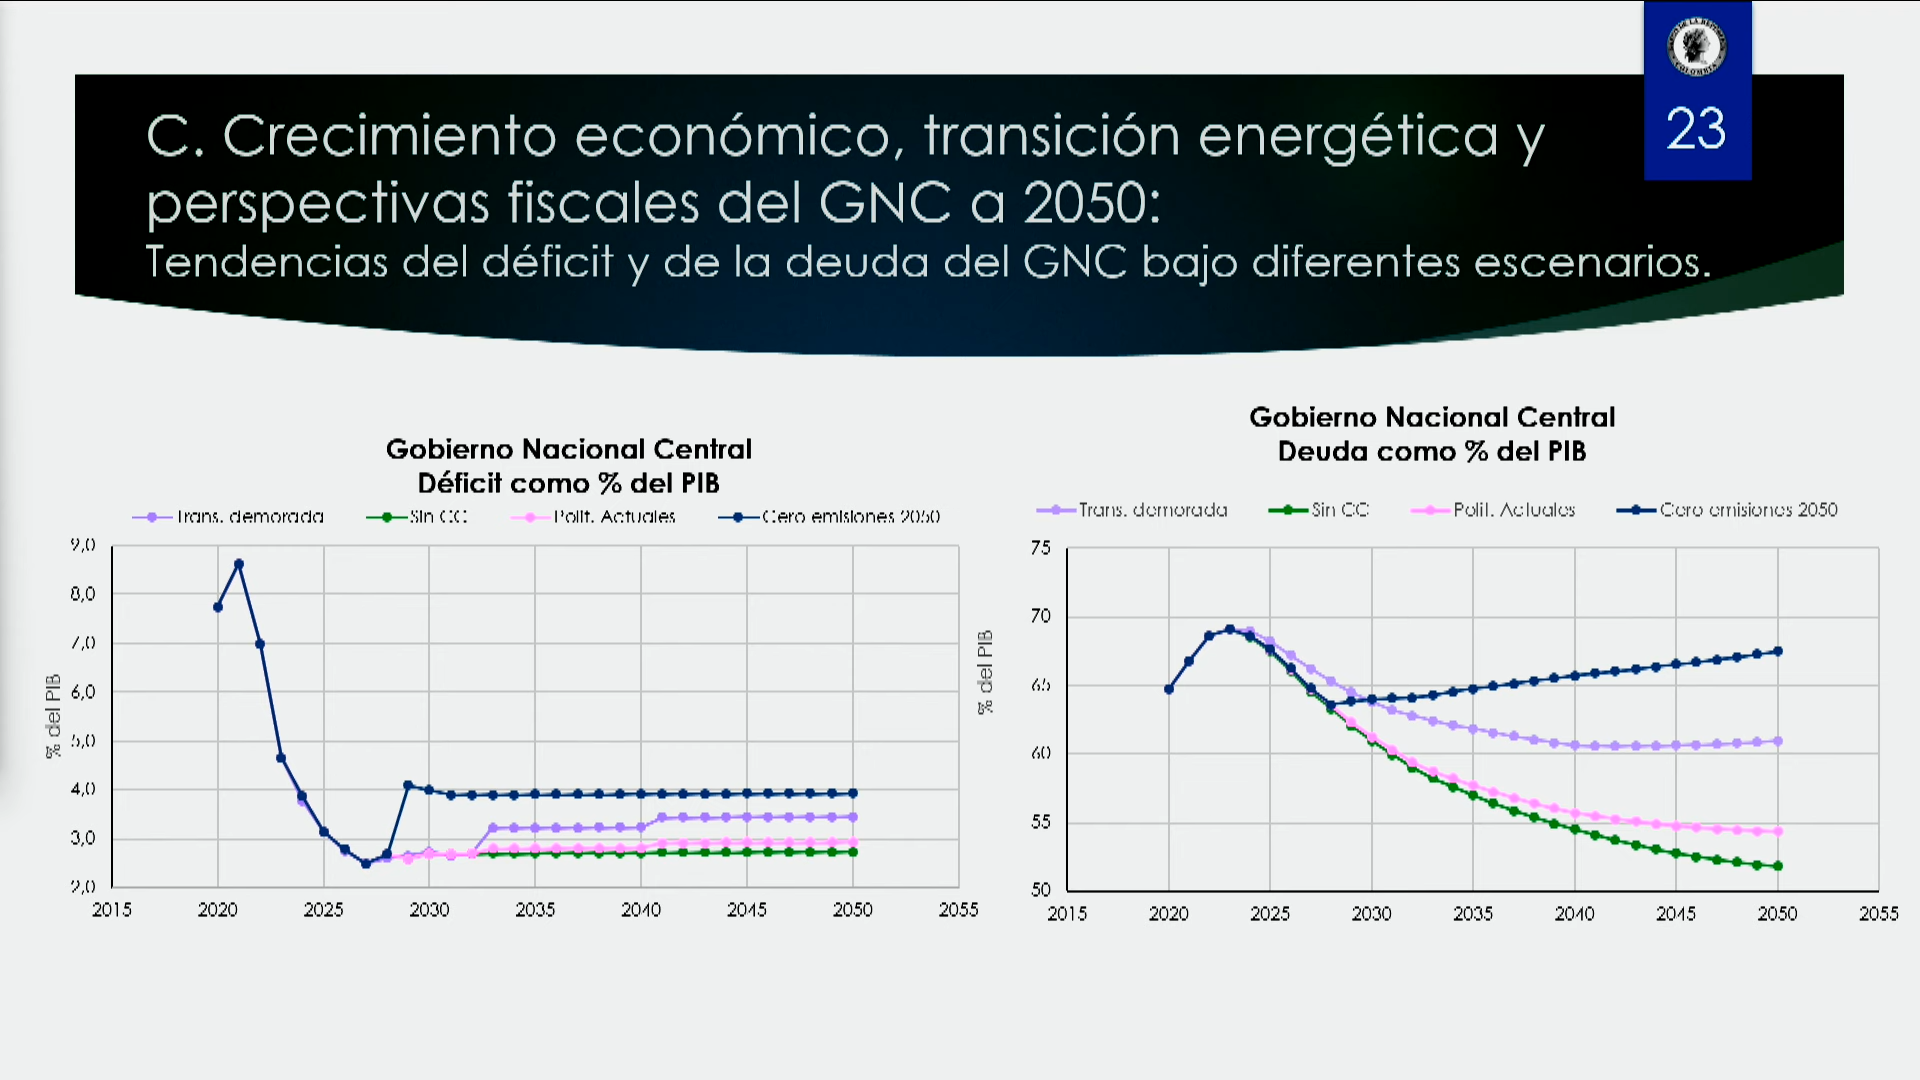 23
C. Crecimiento económico, transición energética y
perspectivas fiscales del GNC a 2050:
Tendencias del déficit y de la deuda del GNC bajo diferentes escenarios.
Gobierno Nacional Central
Déficit como % del PIB
Trans. demorada Sin CC Polít. Actuales Cero emisiones 2050
9,0
8,0
7,0
6,0
5,0
4,0
3,0
2,0
% del PIB
2015 2020 2025 2030 2035 2040 2045 2050 2055
Gobierno Nacional Central
Deuda como % del PIB
Trans. demorada Sin CC Polít. Actuales Cero emisiones 2050
75
70
65
60
55
50
% del PIB
2015 2020 2025 2030 2035 2040 2045 2050 2055